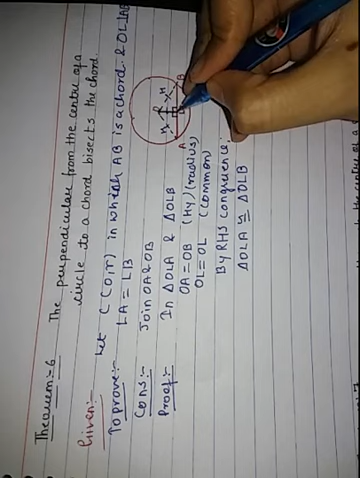 Theorem:-6 The perpendicular from the center of a
circle to a chord bisects the chord.
Given:- Let C(O,r) in which AB is a chord & OL⊥AB
To prove:- LA = LB
Cons:- Join OA & OB
Proof:- In ΔOLA & ΔOLB
OA = OB (Hy) (radius)
OL = OL (Common)
By RHS congruence:
ΔOLA ≅ ΔOLB
A
B
H
H